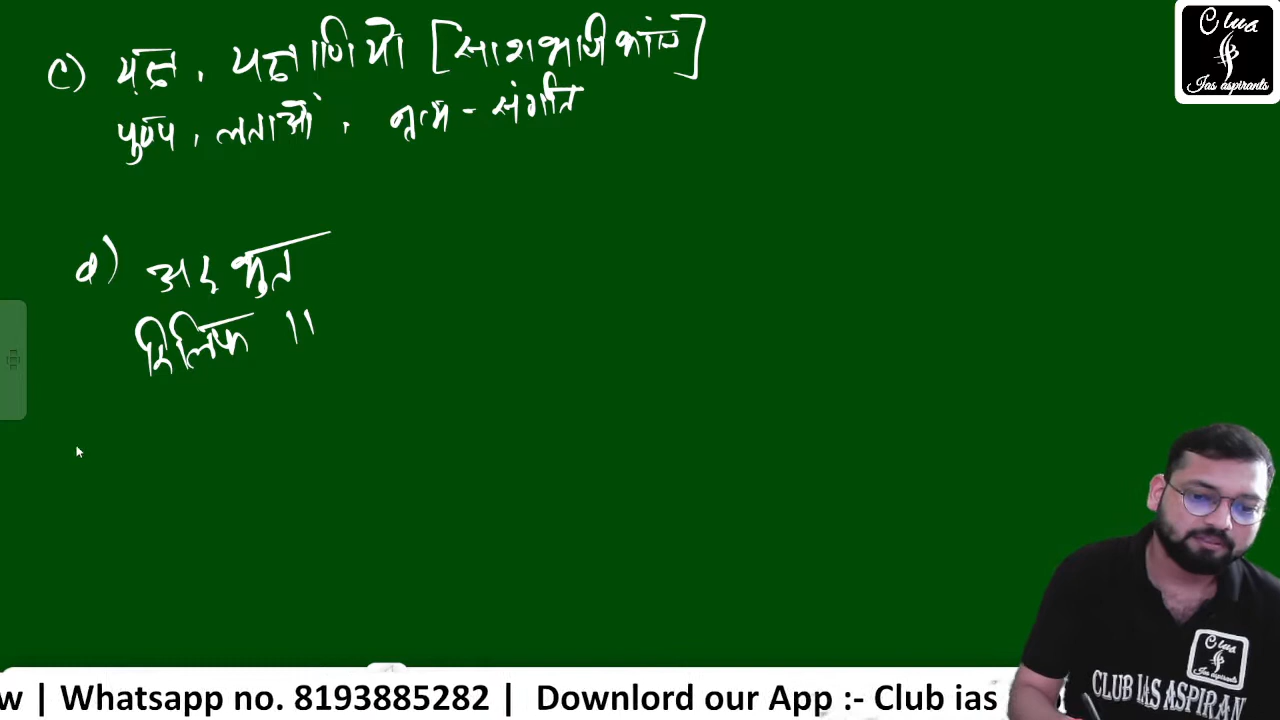 c) यक्ष, यक्षिणियों [सालभंजिकाएं]
पुष्प, लताओं, नृत्य - संगीत
d) अद्भुत
रिलिफ ॥
Club
Ias aspirants
Club
CLUB IAS ASPIRAN
w | Whatsapp no. 8193885282 | Downlord our App :- Club ias